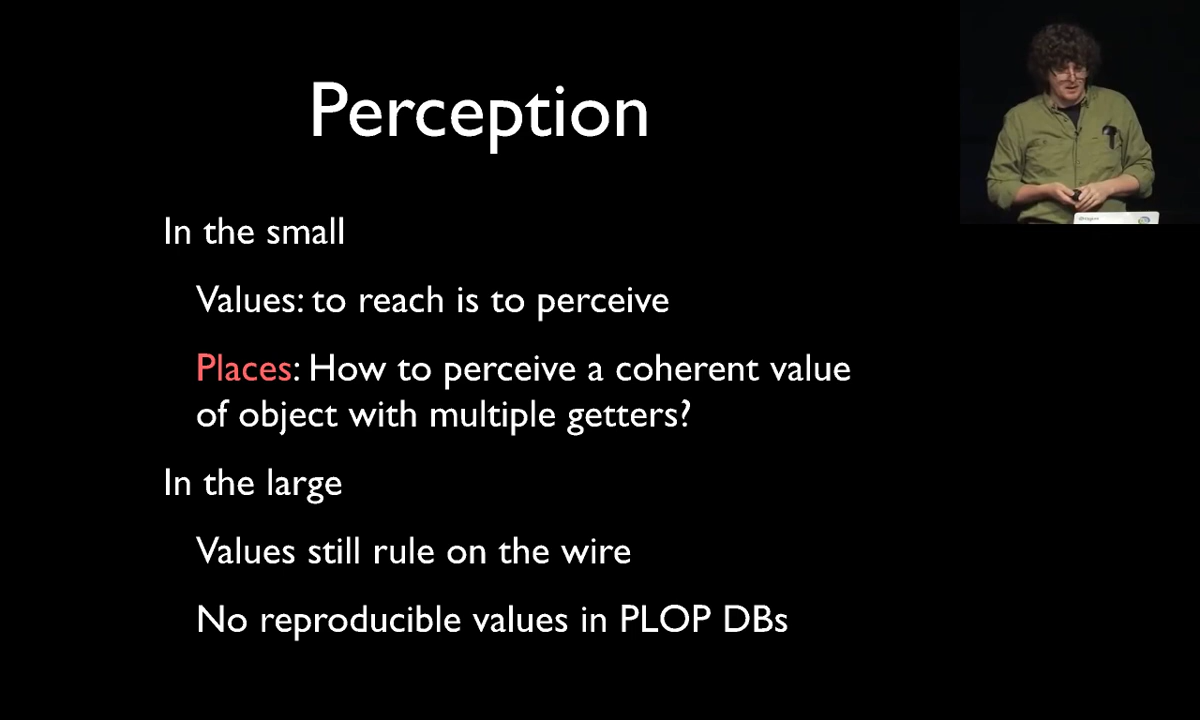 Perception
In the small
Values: to reach is to perceive
Places: How to perceive a coherent value
of object with multiple getters?
In the large
Values still rule on the wire
No reproducible values in PLOP DBs